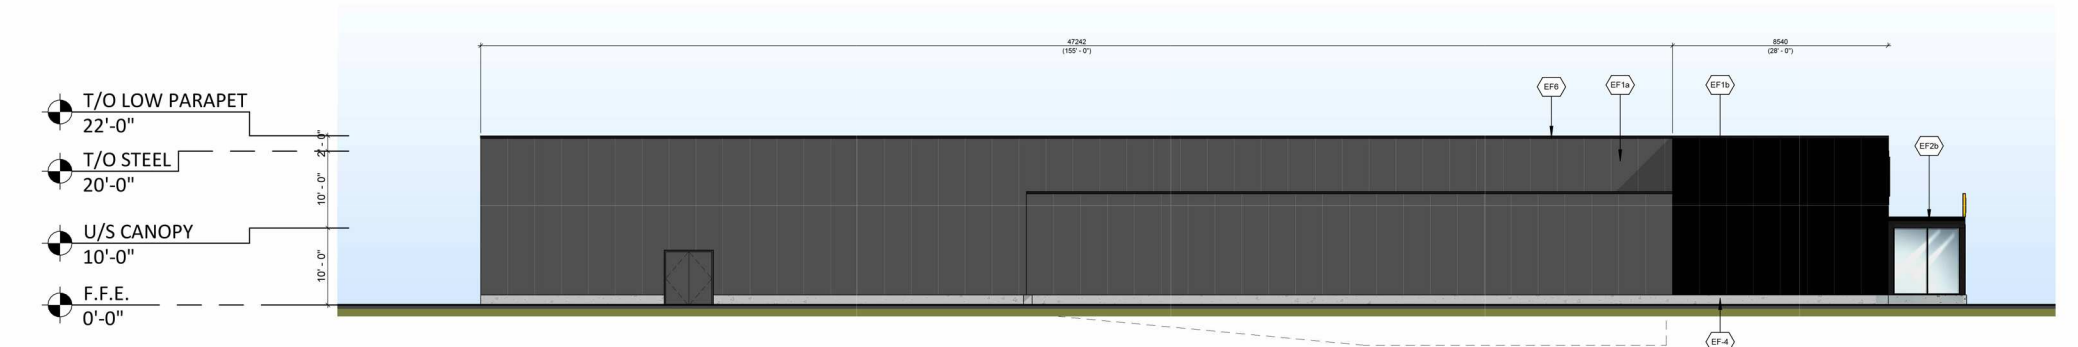 47242
(155' - 0")
8540
(28' - 0")
EF6
EF1a
EF1b
EF2b
T/O LOW PARAPET
22'-0"
T/O STEEL
20'-0"
U/S CANOPY
10'-0"
F.F.E.
0'-0"
2' - 0"
10' - 0"
10' - 0"
EF-4